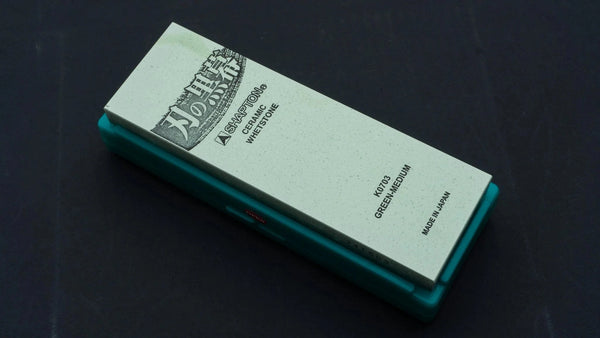 刃の黒幕
SHAPTON®
CERAMIC
WHETSTONE
K0703
GREEN-MEDIUM
MADE IN JAPAN